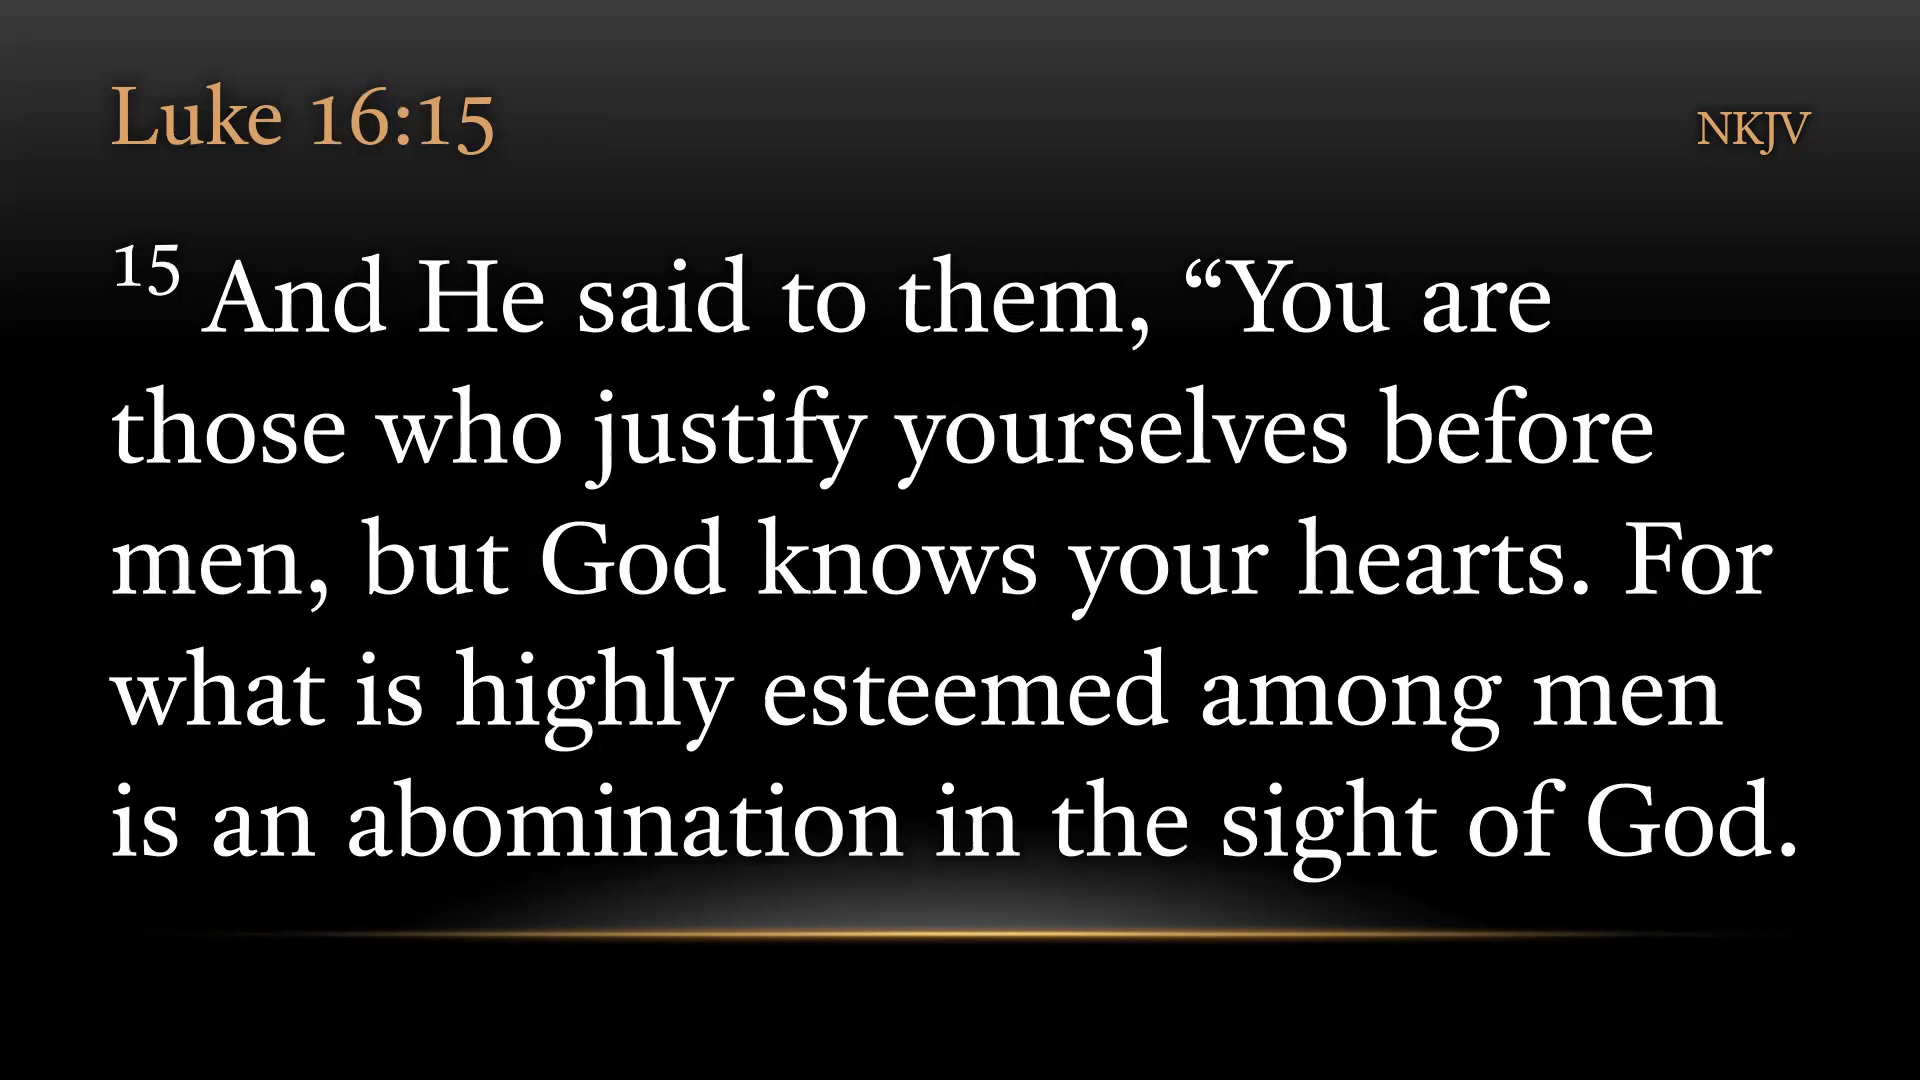 Luke 16:15
NKJV
15 And He said to them, “You are
those who justify yourselves before
men, but God knows your hearts. For
what is highly esteemed among men
is an abomination in the sight of God.